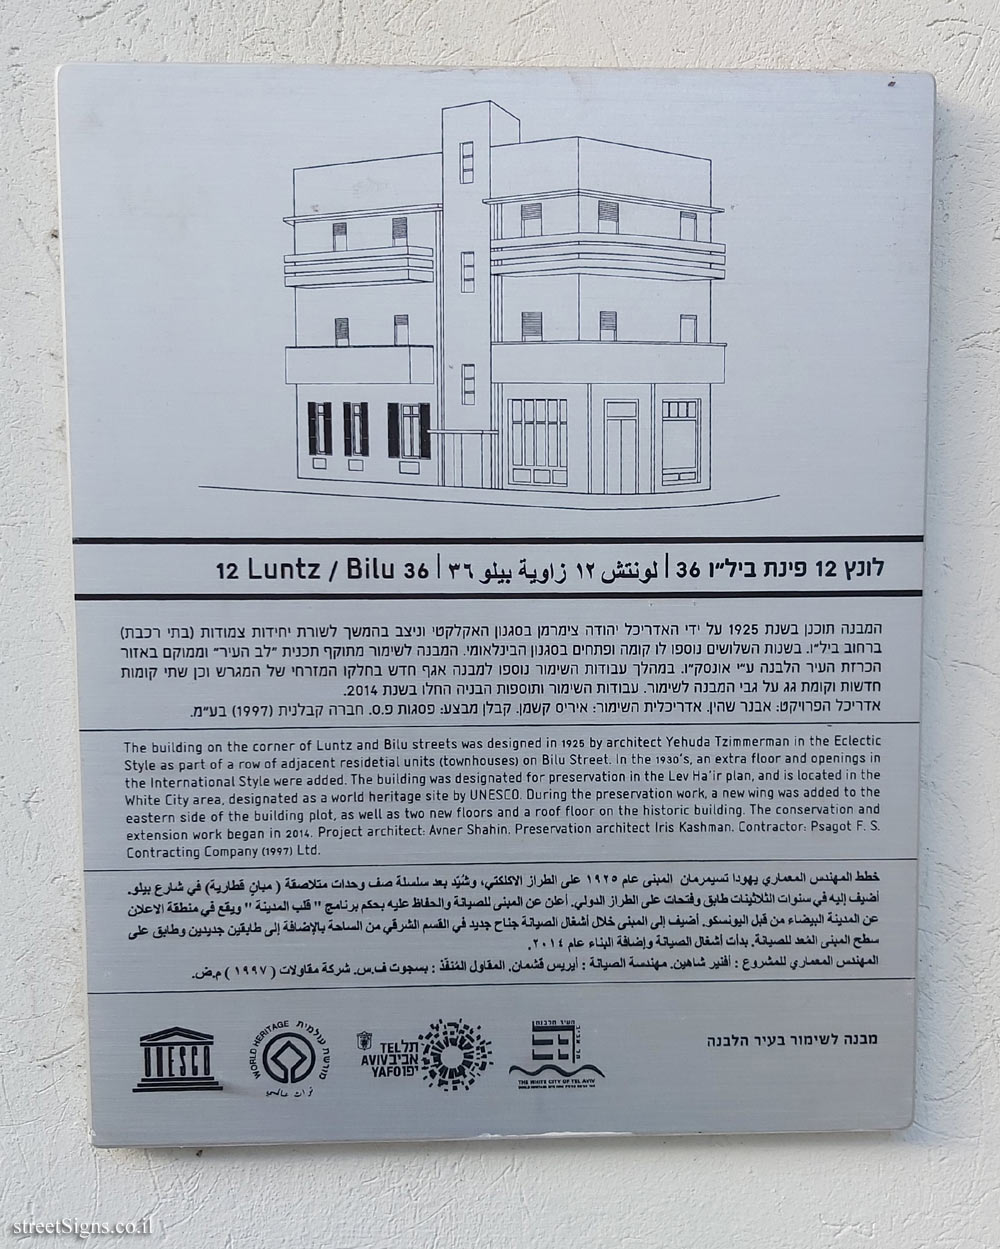 לונץ 12 פינת ביל״ו 36 | لونتش ١٢ زاوية بيلو ٣٦ | 12 Luntz / Bilu 36
המבנה תוכנן בשנת 1925 על ידי האדריכל יהודה צימרמן בסגנון האקלקטי וניצב בהמשך לשורת יחידות צמודות (בתי רכבת)
ברחוב ביל״ו. בשנות השלושים נוספו לו קומה ופתחים בסגנון הבינלאומי. המבנה לשימור מתוקף תכנית ״לב העיר״ וממוקם באזור
הכרזת העיר הלבנה ע״י אונסק״ו. במהלך עבודות השימור נוספו למבנה אגף חדש בחלקו המזרחי של המגרש וכן שתי קומות
חדשות וקומת גג על גבי המבנה לשימור. עבודות השימור ותוספות הבניה החלו בשנת 2014.
אדריכל הפרויקט: אבנר שהין. אדריכלית השימור: איריס קשמן. קבלן מבצע: פסגות פ.ס. חברה קבלנית (1997) בע״מ.
The building on the corner of Luntz and Bilu streets was designed in 1925 by architect Yehuda Tzimmerman in the Eclectic
Style as part of a row of adjacent residetial units (townhouses) on Bilu Street. In the 1930's, an extra floor and openings in
the International Style were added. The building was designated for preservation in the Lev Ha'ir plan, and is located in the
White City area, designated as a world heritage site by UNESCO. During the preservation work, a new wing was added to the
eastern side of the building plot, as well as two new floors and a roof floor on the historic building. The conservation and
extension work began in 2014. Project architect: Avner Shahin. Preservation architect Iris Kashman. Contractor: Psagot F. S.
Contracting Company (1997) Ltd.
خطط المهندس المعماري يهودا تسيمرمان المبنى عام ١٩٢٥ على الطراز الاكلكتي، وشُيّد بعد سلسلة صف وحدات متلاصقة ( مبانٍ قطارية) في شارع بيلو.
أضيف إليه في سنوات الثلاثينات طابق وفتحات على الطراز الدولي. أعلن عن المبنى للصيانة والحفاظ عليه بحكم برنامج " قلب المدينة " ويقع في منطقة الاعلان
عن المدينة البيضاء من قبل اليونسكو. أضيف إلى المبنى خلال أشغال الصيانة جناح جديد في القسم الشرقي من الساحة بالإضافة إلى طابقين جديدين وطابق على
سطح المبنى المُعد للصيانة. بدأت أشغال الصيانة وإضافة البناء عام ٢٠١٤.
المهندس المعماري للمشروع : أفنير شاهين. مهندسة الصيانة : أيريس قشمان. المقاول المُنفّذ : بسجوت ف.س. شركة مقاولات ( ١٩٩٧ ) م.ض.
מבנה לשימור בעיר הלבנה
UNESCO
WORLD HERITAGE מורשת עולמית
TEL תל
AVIV אביב
YAFO יפו
העיר הלבנה
תל אביב
THE WHITE CITY OF TEL AVIV
streetSigns.co.il